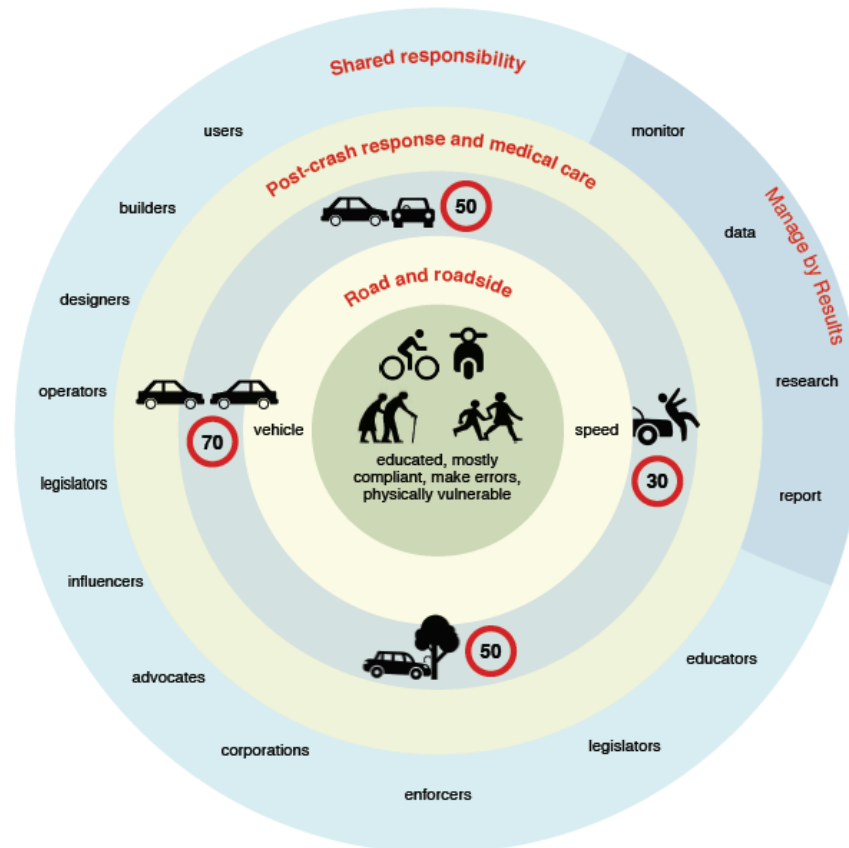 Shared responsibility
users
monitor
Post-crash response and medical care
Manage by Results
builders
50
data
Road and roadside
designers
operators
research
70
vehicle
speed
30
educated, mostly
compliant, make errors,
physically vulnerable
legislators
report
influencers
50
educators
advocates
legislators
corporations
enforcers